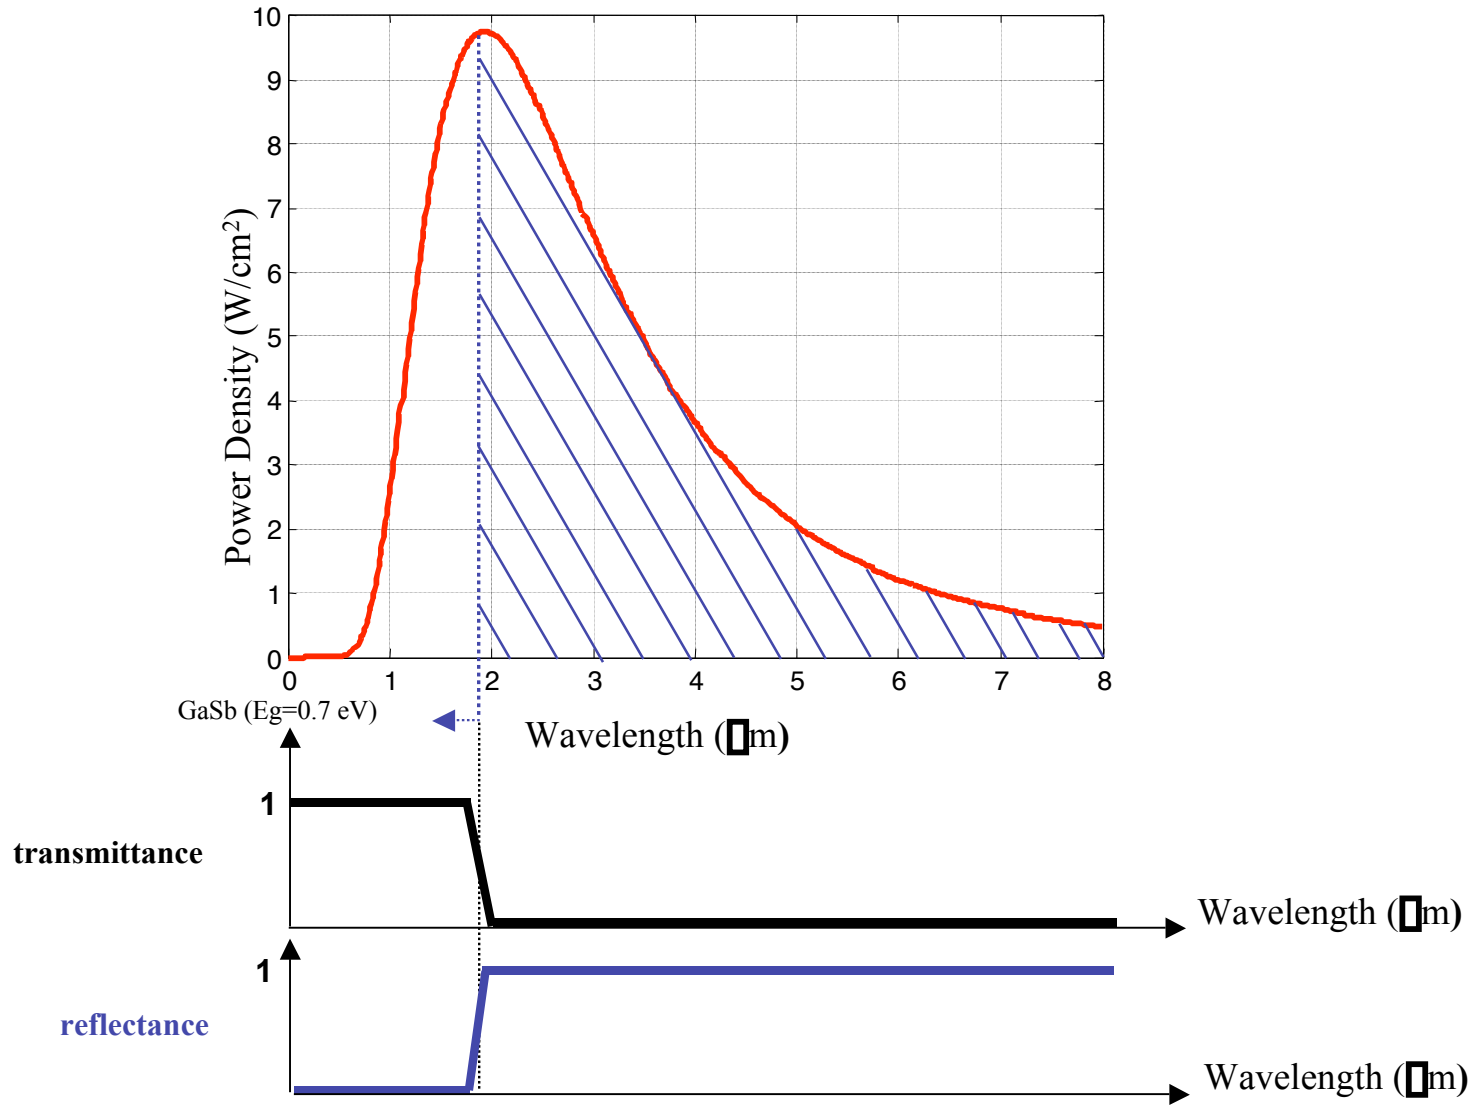 10
9
8
7
6
5
4
3
2
1
0
Power Density (W/cm²)
0 1 2 3 4 5 6 7 8
GaSb (Eg=0.7 eV)
Wavelength (▯m)
1
transmittance
Wavelength (▯m)
1
reflectance
Wavelength (▯m)